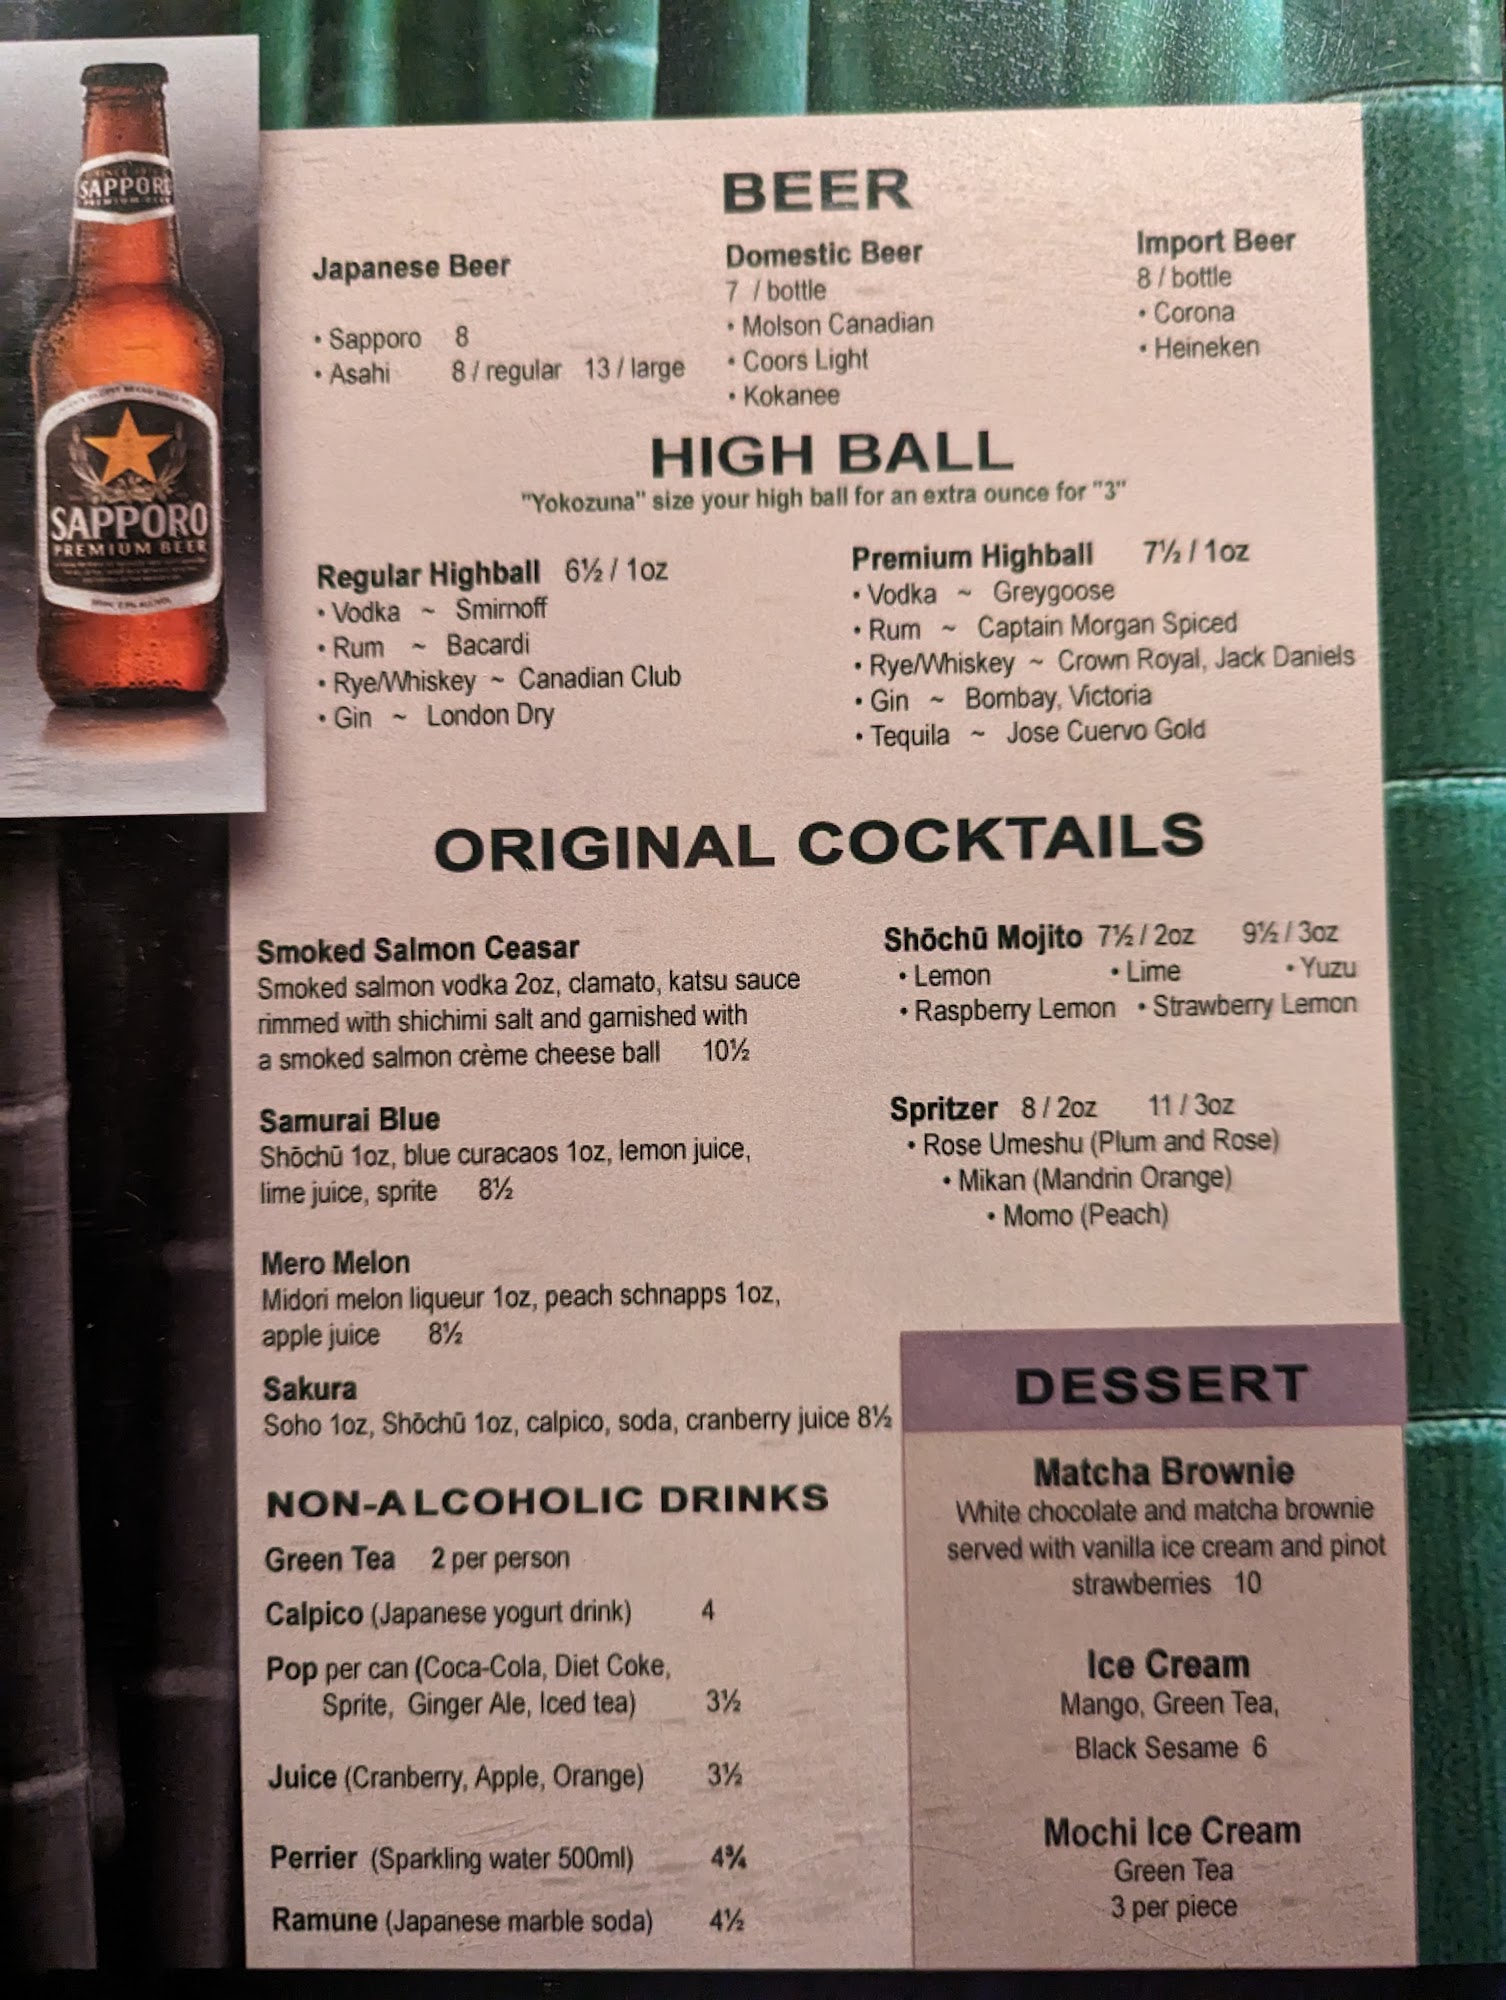 SAPPORO
PREMIUM BEER
SAPPORO
PREMIUM BEER
BEER
Japanese Beer
• Sapporo 8
• Asahi 8 / regular 13 / large
Domestic Beer
7 / bottle
• Molson Canadian
• Coors Light
• Kokanee
Import Beer
8 / bottle
• Corona
• Heineken
HIGH BALL
"Yokozuna" size your high ball for an extra ounce for "3"
Regular Highball 6½ / 1oz
• Vodka ~ Smirnoff
• Rum ~ Bacardi
• Rye/Whiskey ~ Canadian Club
• Gin ~ London Dry
Premium Highball 7½ / 1oz
• Vodka ~ Greygoose
• Rum ~ Captain Morgan Spiced
• Rye/Whiskey ~ Crown Royal, Jack Daniels
• Gin ~ Bombay, Victoria
• Tequila ~ Jose Cuervo Gold
ORIGINAL COCKTAILS
Smoked Salmon Ceasar
Smoked salmon vodka 2oz, clamato, katsu sauce
rimmed with shichimi salt and garnished with
a smoked salmon crème cheese ball 10½
Samurai Blue
Shōchū 1oz, blue curacaos 1oz, lemon juice,
lime juice, sprite 8½
Mero Melon
Midori melon liqueur 1oz, peach schnapps 1oz,
apple juice 8½
Sakura
Soho 1oz, Shōchū 1oz, calpico, soda, cranberry juice 8½
Shōchū Mojito 7½ / 2oz 9½ / 3oz
• Lemon • Lime • Yuzu
• Raspberry Lemon • Strawberry Lemon
Spritzer 8 / 2oz 11 / 3oz
• Rose Umeshu (Plum and Rose)
• Mikan (Mandrin Orange)
• Momo (Peach)
NON-ALCOHOLIC DRINKS
Green Tea 2 per person
Calpico (Japanese yogurt drink) 4
Pop per can (Coca-Cola, Diet Coke,
Sprite, Ginger Ale, Iced tea) 3½
Juice (Cranberry, Apple, Orange) 3½
Perrier (Sparkling water 500ml) 4¾
Ramune (Japanese marble soda) 4½
DESSERT
Matcha Brownie
White chocolate and matcha brownie
served with vanilla ice cream and pinot
strawberries 10
Ice Cream
Mango, Green Tea,
Black Sesame 6
Mochi Ice Cream
Green Tea
3 per piece